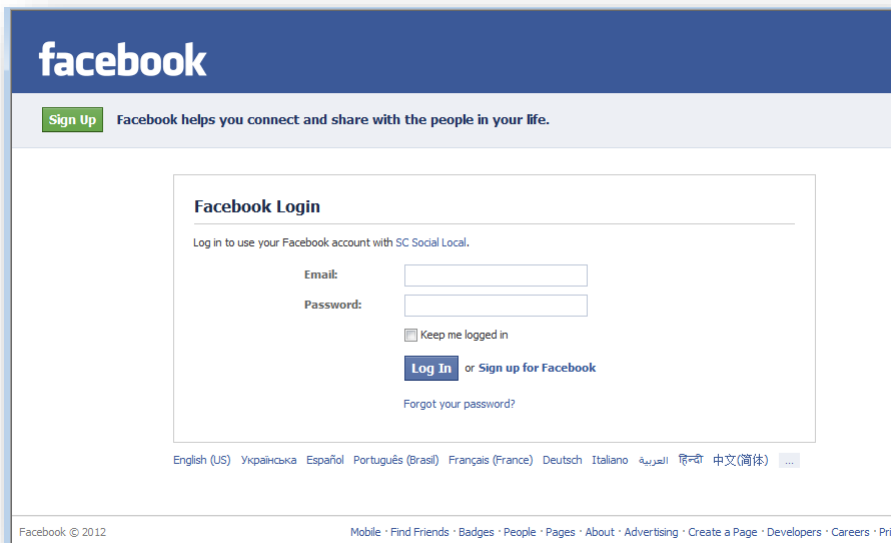 facebook
Sign Up Facebook helps you connect and share with the people in your life.
Facebook Login
Log in to use your Facebook account with SC Social Local.
Email:
Password:
Keep me logged in
Log In or Sign up for Facebook
Forgot your password?
English (US) Українська Español Português (Brasil) Français (France) Deutsch Italiano العربية हिन्दी 中文(简体) ...
Facebook © 2012 Mobile · Find Friends · Badges · People · Pages · About · Advertising · Create a Page · Developers · Careers · Pri